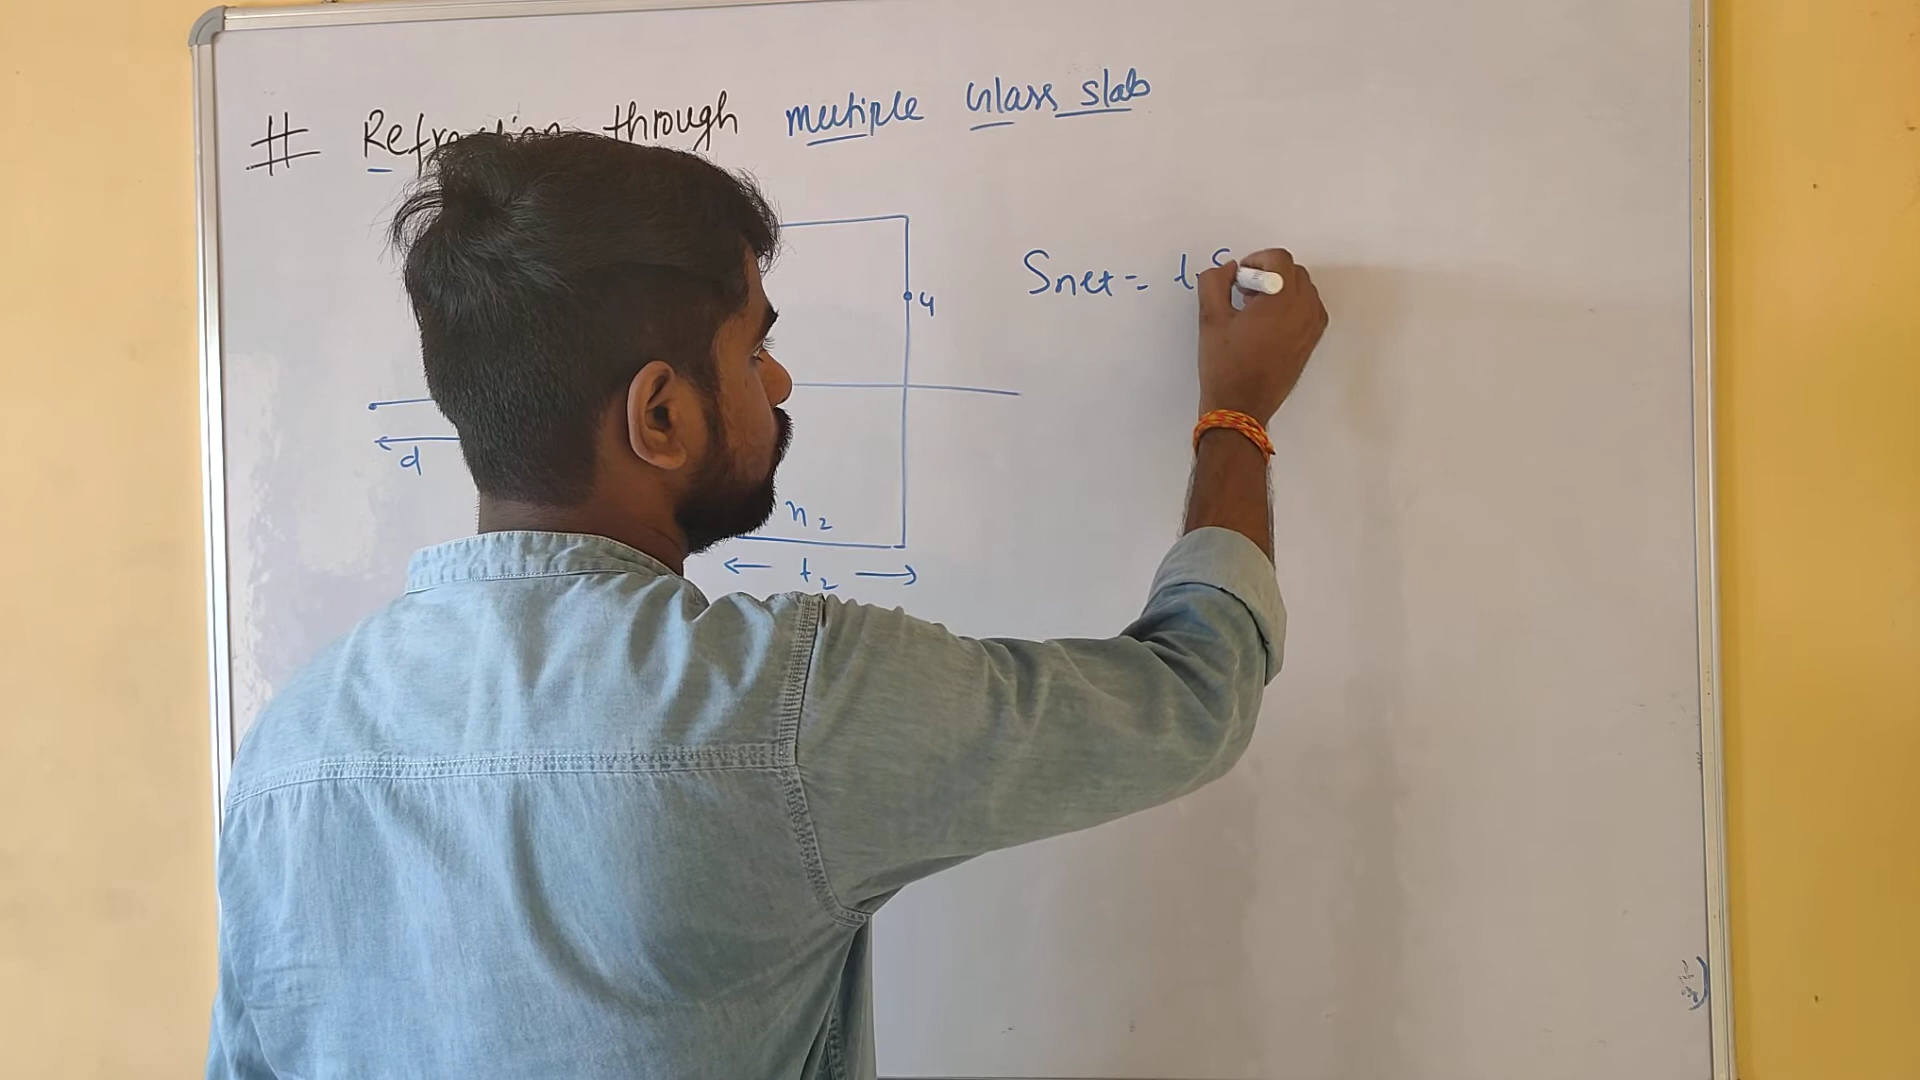 # Refraction through multiple Glass slab
Snet =
4
d
n2
t2